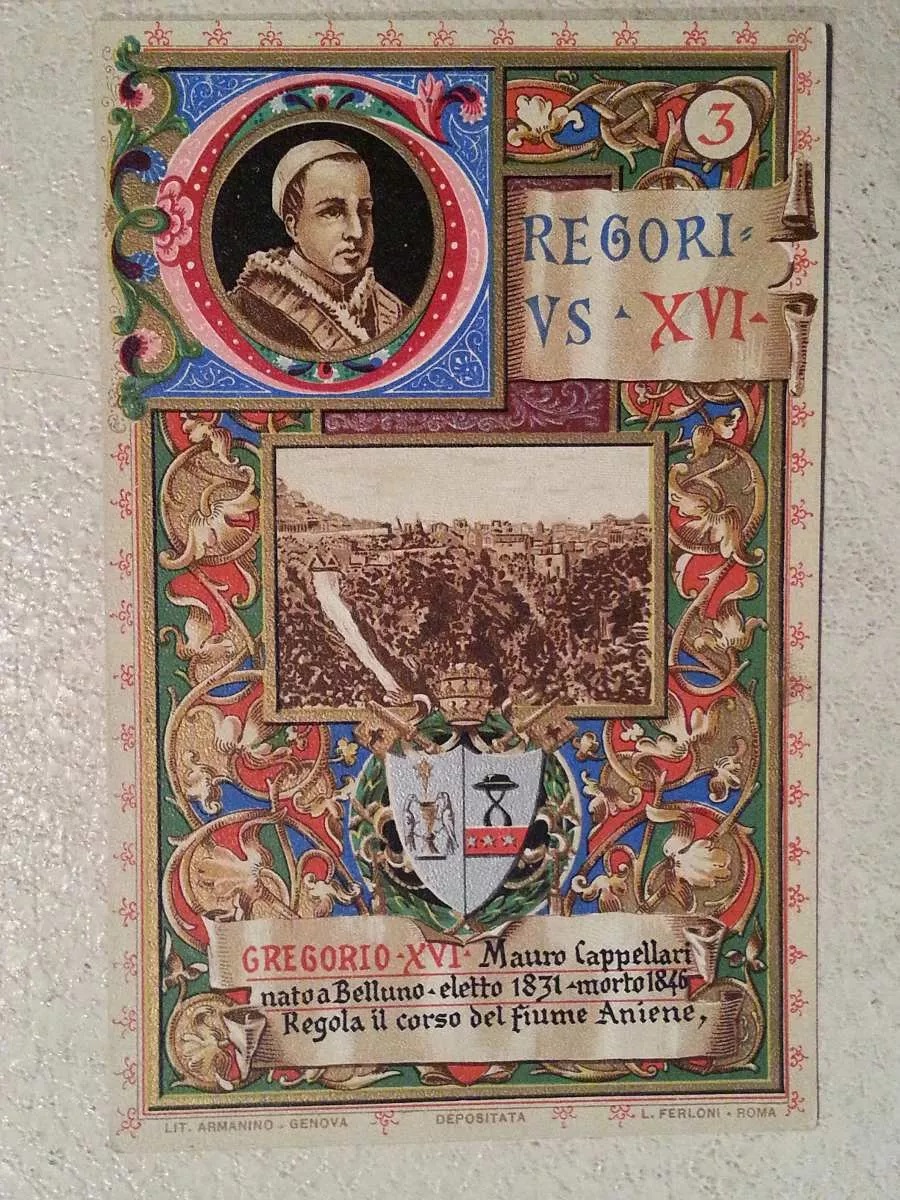 3
GREGORI=
VS · XVI·
GREGORIO·XVI· Mauro Cappellari
nato a Belluno·eletto 1831·morto 1846
Regola il corso del fiume Aniene,
LIT. ARMANINO - GENOVA DEPOSITATA L. FERLONI · ROMA